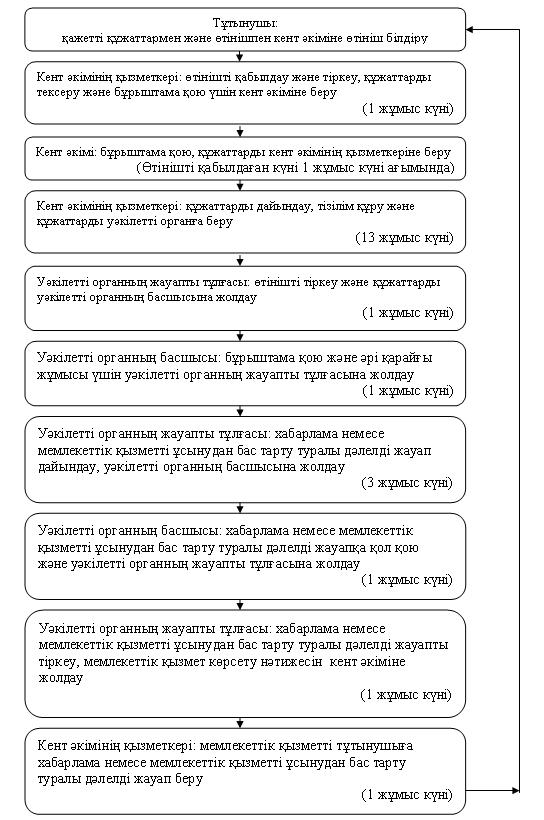 Тұтынушы:
қажетті құжаттармен және өтінішпен кент әкіміне өтініш білдіру
Кент әкімінің қызметкері: өтінішті қабылдау және тіркеу, құжаттарды
тексеру және бұрыштама қою үшін кент әкіміне беру
(1 жұмыс күні)
Кент әкімі: бұрыштама қою, құжаттарды кент әкімінің қызметкеріне беру
(Өтінішті қабылдаған күні 1 жұмыс күні ағымында)
Кент әкімінің қызметкері: құжаттарды дайындау, тізілім құру және
құжаттарды уәкілетті органға беру
(13 жұмыс күні)
Уәкілетті органның жауапты тұлғасы: өтінішті тіркеу және құжаттарды
уәкілетті органның басшысына жолдау
(1 жұмыс күні)
Уәкілетті органның басшысы: бұрыштама қою және әрі қарайғы
жұмысы үшін уәкілетті органның жауапты тұлғасына жолдау
(1 жұмыс күні)
Уәкілетті органның жауапты тұлғасы: хабарлама немесе
мемлекеттік қызметті ұсынудан бас тарту туралы дәлелді жауап
дайындау, уәкілетті органның басшысына жолдау
(3 жұмыс күні)
Уәкілетті органның басшысы: хабарлама немесе мемлекеттік
қызметті ұсынудан бас тарту туралы дәлелді жауапқа қол қою
және уәкілетті органның жауапты тұлғасына жолдау
(1 жұмыс күні)
Уәкілетті органның жауапты тұлғасы: хабарлама немесе
мемлекеттік қызметті ұсынудан бас тарту туралы дәлелді жауапты
тіркеу, мемлекеттік қызмет көрсету нәтижесін кент әкіміне
жолдау
(1 жұмыс күні)
Кент әкімінің қызметкері: мемлекеттік қызметті тұтынушыға
хабарлама немесе мемлекеттік қызметті ұсынудан бас тарту
туралы дәлелді жауап беру
(1 жұмыс күні)